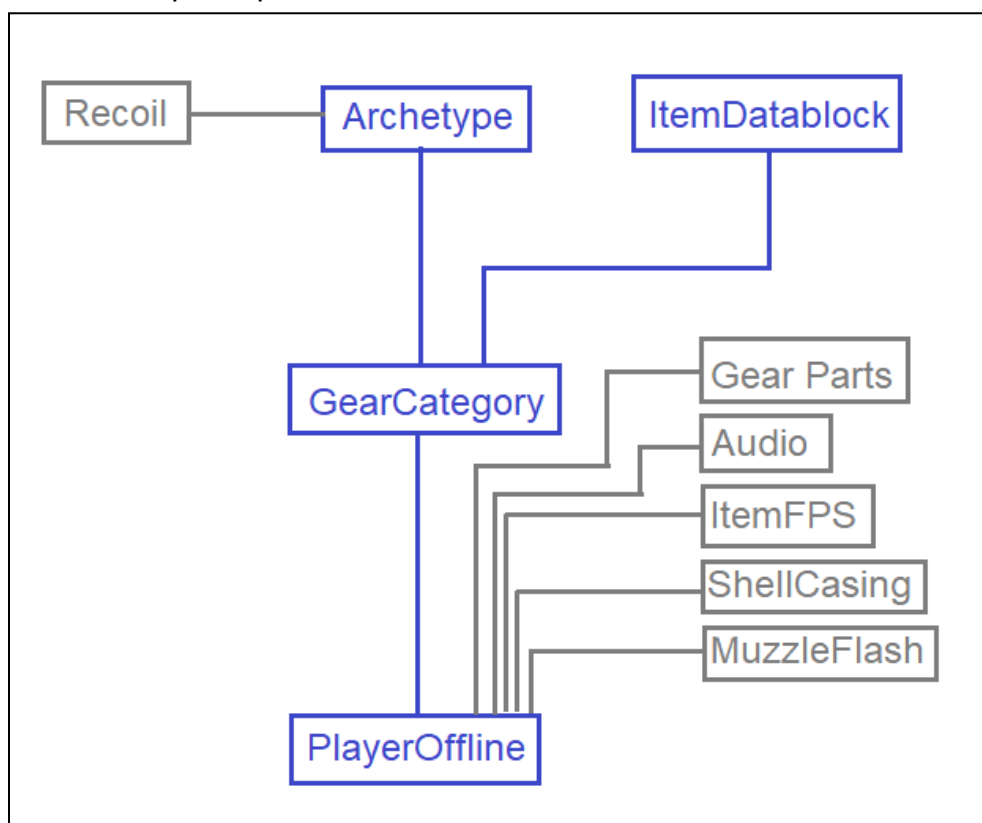 Recoil
Archetype
ItemDatablock
GearCategory
Gear Parts
Audio
ItemFPS
ShellCasing
MuzzleFlash
PlayerOffline